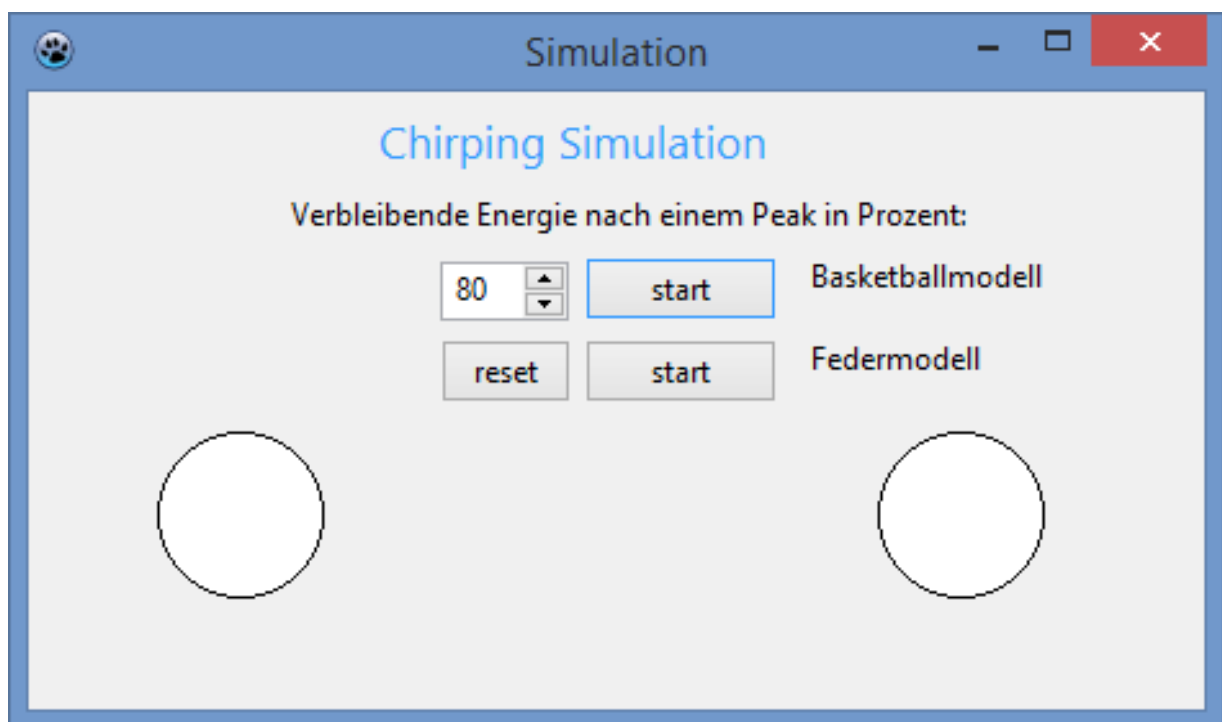 Simulation
Chirping Simulation
Verbleibende Energie nach einem Peak in Prozent:
80 start Basketballmodell
reset start Federmodell